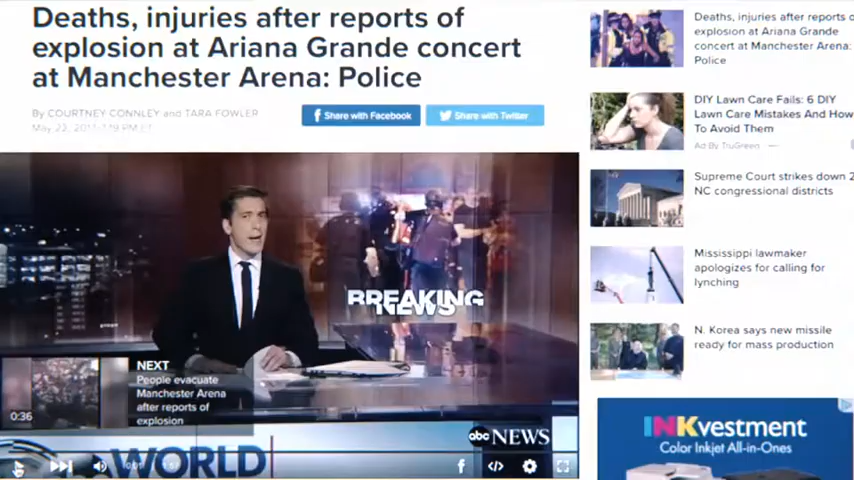 Deaths, injuries after reports of
explosion at Ariana Grande concert
at Manchester Arena: Police
By COURTNEY CONNLEY and TARA FOWLER
Share with Facebook
Share with Twitter
BREAKING
NEWS
NEXT
People evacuate
Manchester Arena
after reports of
explosion
0:36
abc NEWS
WORLD
Deaths, injuries after reports o
explosion at Ariana Grande
concert at Manchester Arena:
Police
DIY Lawn Care Fails: 6 DIY
Lawn Care Mistakes And How
To Avoid Them
Ad By TruGreen
Supreme Court strikes down 2
NC congressional districts
Mississippi lawmaker
apologizes for calling for
lynching
N. Korea says new missile
ready for mass production
INKvestment
Color Inkjet All-in-Ones